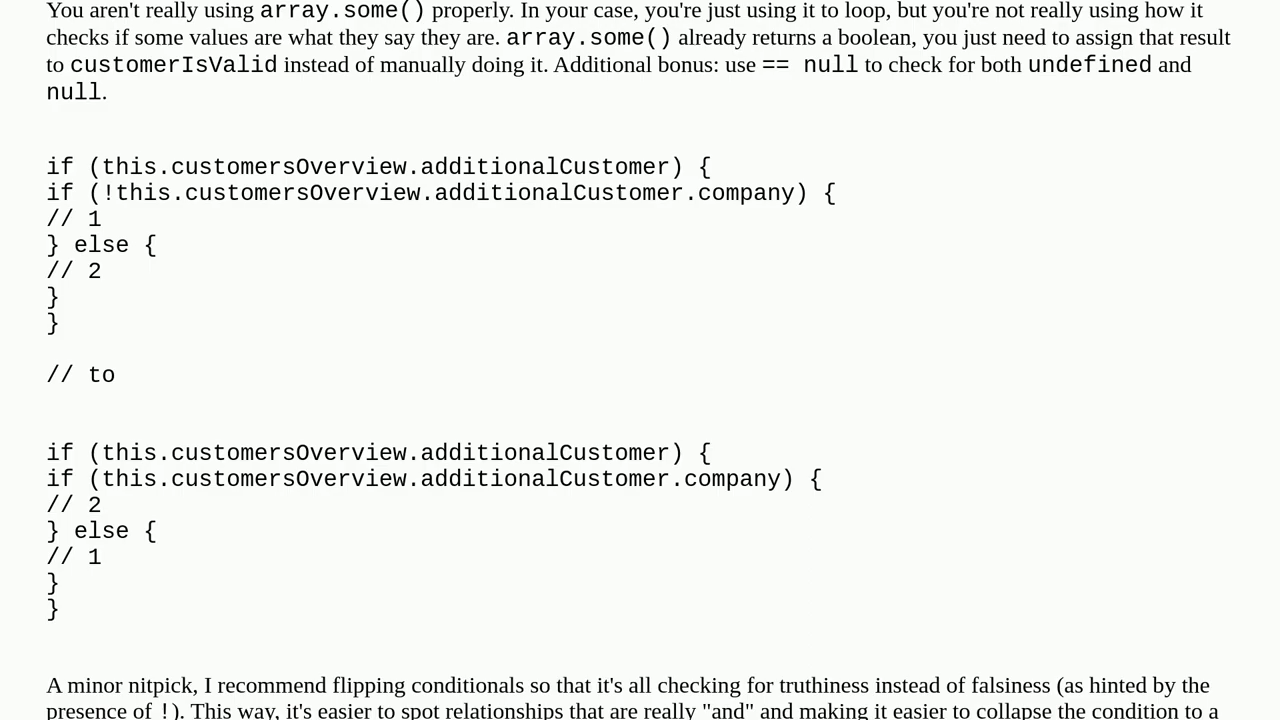 You aren't really using array.some() properly. In your case, you're just using it to loop, but you're not really using how it
checks if some values are what they say they are. array.some() already returns a boolean, you just need to assign that result
to customerIsValid instead of manually doing it. Additional bonus: use == null to check for both undefined and
null.
if (this.customersOverview.additionalCustomer) {
if (!this.customersOverview.additionalCustomer.company) {
// 1
} else {
// 2
}
}
// to
if (this.customersOverview.additionalCustomer) {
if (this.customersOverview.additionalCustomer.company) {
// 2
} else {
// 1
}
}
A minor nitpick, I recommend flipping conditionals so that it's all checking for truthiness instead of falsiness (as hinted by the
presence of !). This way, it's easier to spot relationships that are really "and" and making it easier to collapse the condition to a